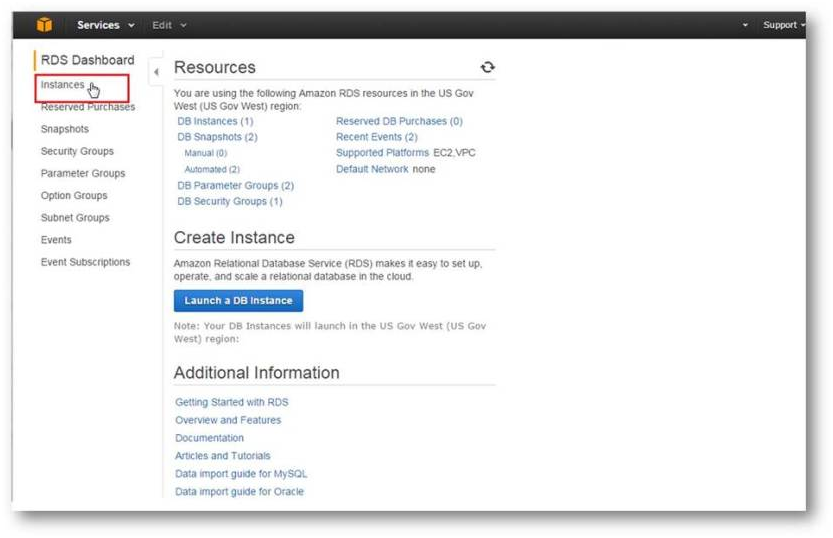 Services Edit Support
RDS Dashboard
Instances
Reserved Purchases
Snapshots
Security Groups
Parameter Groups
Option Groups
Subnet Groups
Events
Event Subscriptions
Resources
You are using the following Amazon RDS resources in the US Gov
West (US Gov West) region:
DB Instances (1) Reserved DB Purchases (0)
DB Snapshots (2) Recent Events (2)
Manual (0) Supported Platforms EC2,VPC
Automated (2) Default Network none
DB Parameter Groups (2)
DB Security Groups (1)
Create Instance
Amazon Relational Database Service (RDS) makes it easy to set up,
operate, and scale a relational database in the cloud.
Launch a DB Instance
Note: Your DB Instances will launch in the US Gov West (US Gov
West) region:
Additional Information
Getting Started with RDS
Overview and Features
Documentation
Articles and Tutorials
Data import guide for MySQL
Data import guide for Oracle